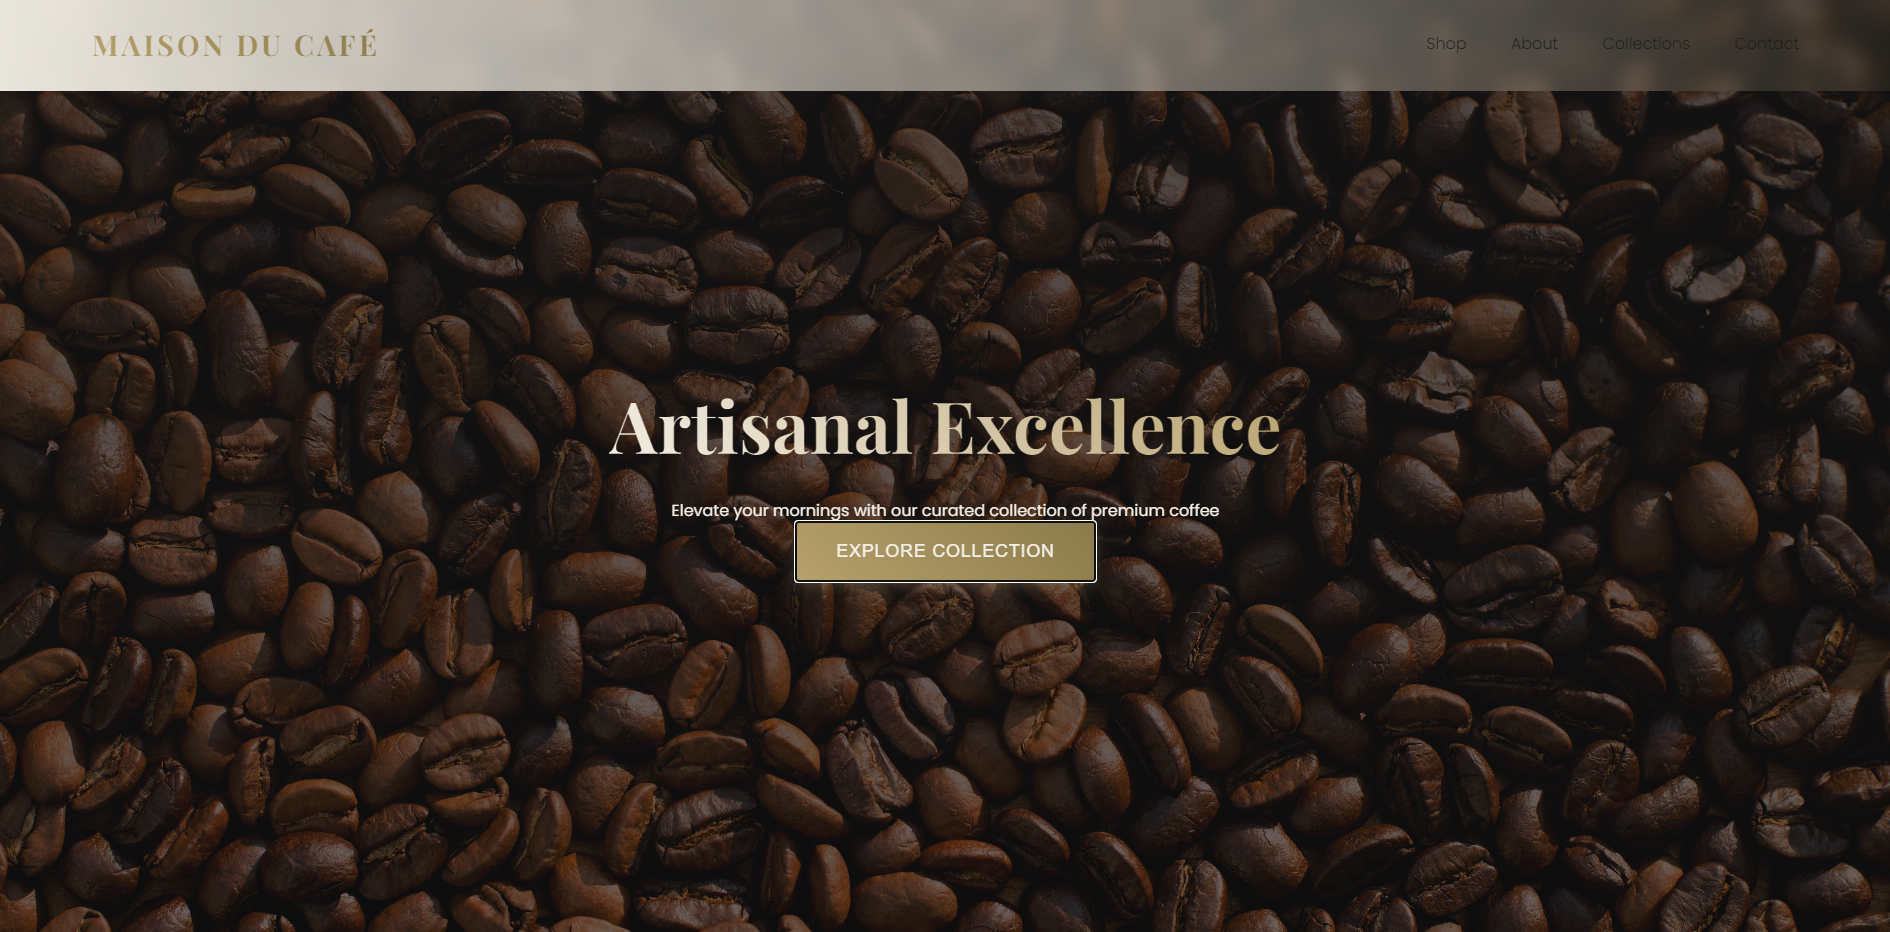 MAISON DU CAFÉ
Shop About Collections Contact
Artisanal Excellence
Elevate your mornings with our curated collection of premium coffee
EXPLORE COLLECTION